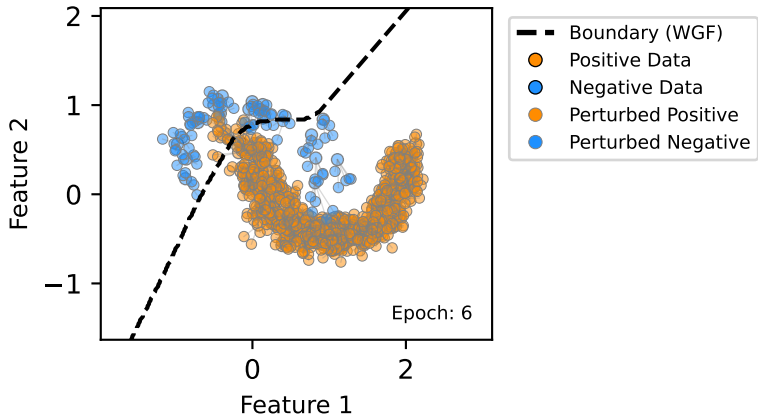 2
1
0
−1
Feature 2
0
2
Feature 1
Epoch: 6
Boundary (WGF)
Positive Data
Negative Data
Perturbed Positive
Perturbed Negative